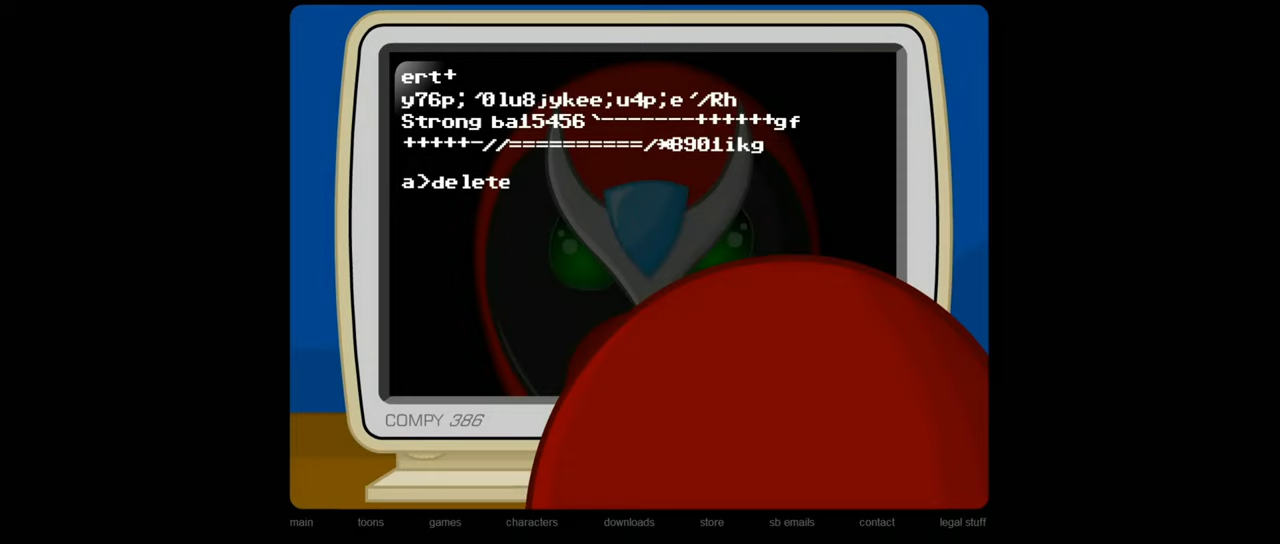 ert+
y76p; ´0lu8jykee;u4p;e ´/Rh
Strong ba15456 `-------++++++gf
+++++-//==========/*8901ikg
a>delete
COMPY 386
main toons games characters downloads store sb emails contact legal stuff